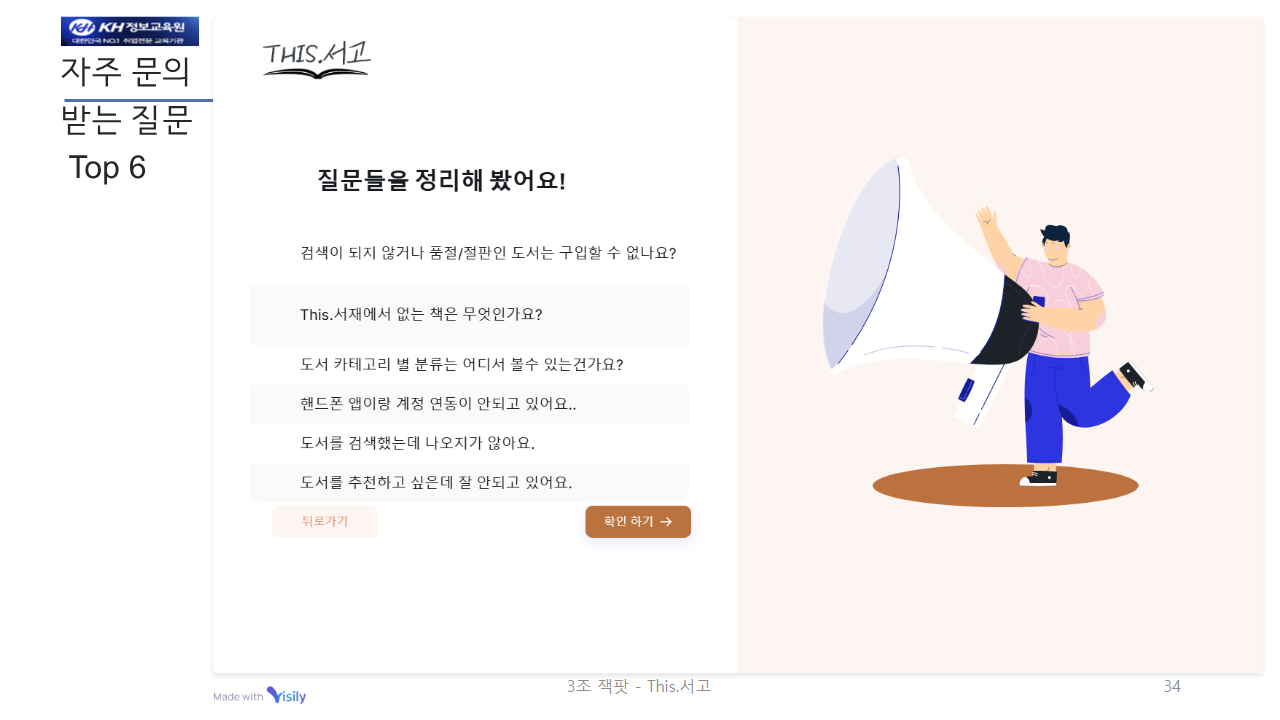 KH 정보교육원
대한민국 NO.1 취업전문 교육기관
자주 문의
받는 질문
Top 6
THIS.서고
질문들을 정리해 봤어요!
검색이 되지 않거나 품절/절판인 도서는 구입할 수 없나요?
This.서재에서 없는 책은 무엇인가요?
도서 카테고리 별 분류는 어디서 볼수 있는건가요?
핸드폰 앱이랑 계정 연동이 안되고 있어요..
도서를 검색했는데 나오지가 않아요.
도서를 추천하고 싶은데 잘 안되고 있어요.
뒤로가기
확인 하기 →
Made with Visily
3조 잭팟 - This.서고
34